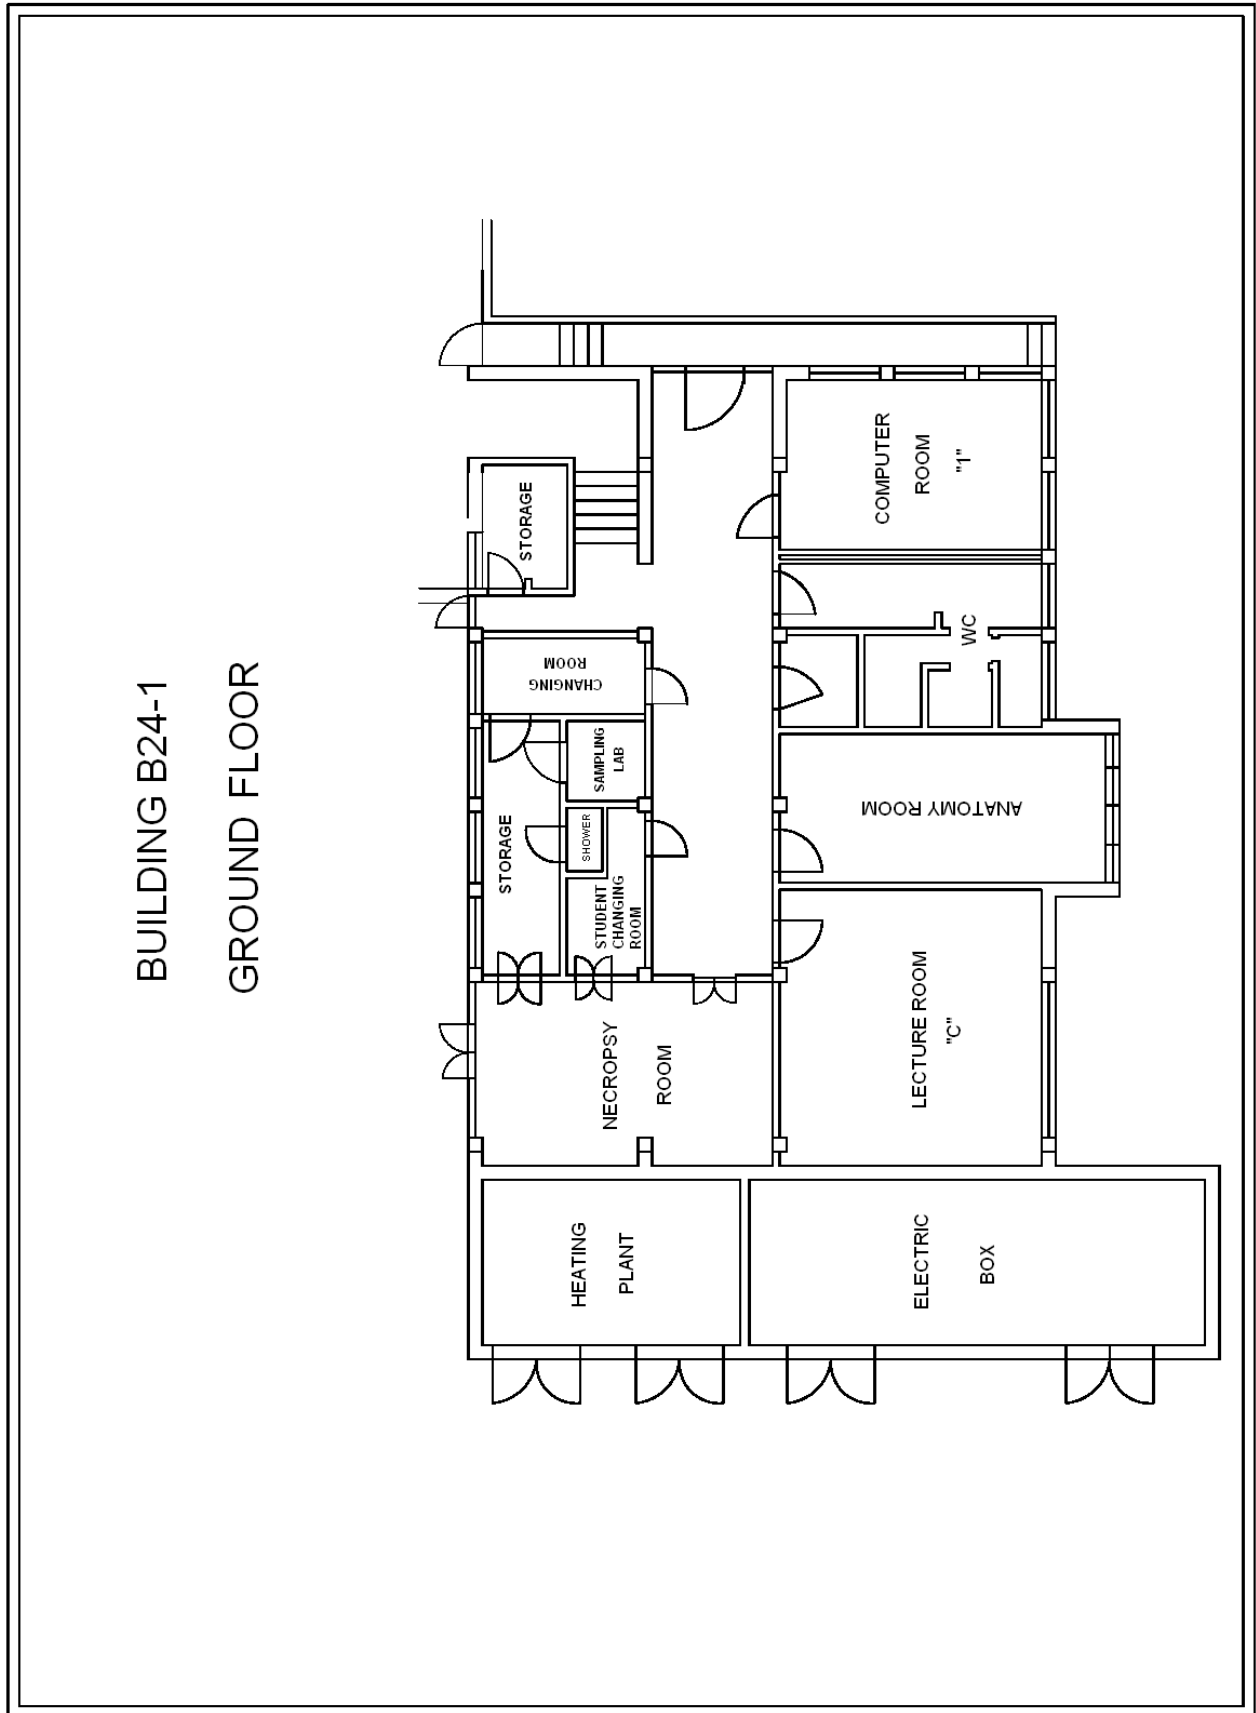 BUILDING B24-1
GROUND FLOOR
STORAGE
CHANGING
ROOM
STORAGE
SAMPLING
LAB
SHOWER
STUDENT
CHANGING
ROOM
NECROPSY
ROOM
HEATING
PLANT
COMPUTER
ROOM
"1"
WC
ANATOMY ROOM
LECTURE ROOM
"C"
ELECTRIC
BOX